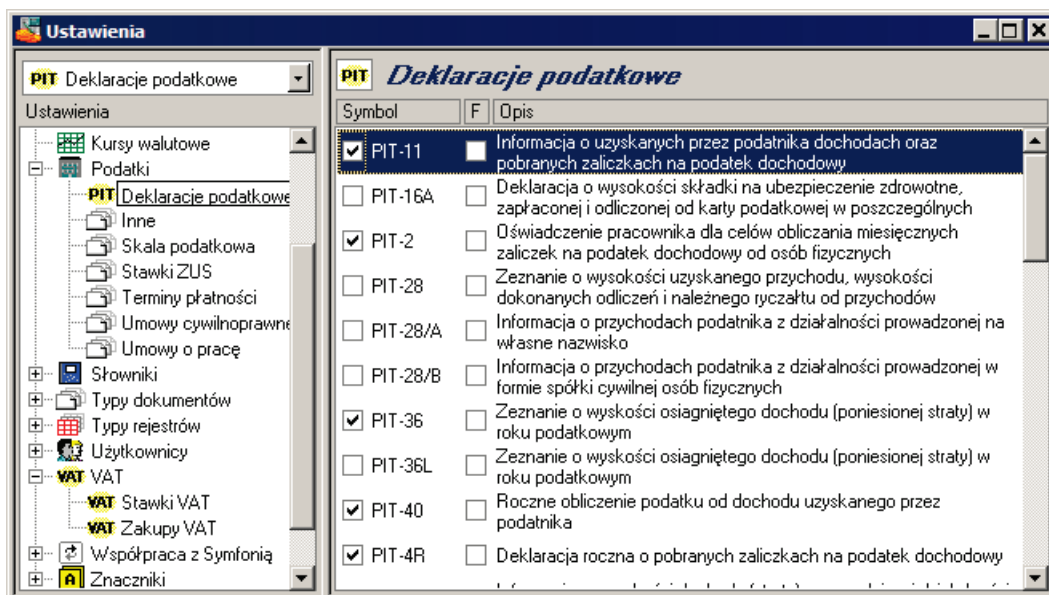 Ustawienia
PIT Deklaracje podatkowe
Ustawienia
Kursy walutowe
Podatki
PIT Deklaracje podatkowe
Inne
Skala podatkowa
Stawki ZUS
Terminy płatności
Umowy cywilnoprawne
Umowy o pracę
Słowniki
Typy dokumentów
Typy rejestrów
Użytkownicy
VAT VAT
VAT Stawki VAT
VAT Zakupy VAT
Współpraca z Symfonią
A Znaczniki
PIT Deklaracje podatkowe
Symbol F Opis
PIT-11 Informacja o uzyskanych przez podatnika dochodach oraz
pobranych zaliczkach na podatek dochodowy
PIT-16A Deklaracja o wysokości składki na ubezpieczenie zdrowotne,
zapłaconej i odliczonej od karty podatkowej w poszczególnych
PIT-2 Oświadczenie pracownika dla celów obliczania miesięcznych
zaliczek na podatek dochodowy od osób fizycznych
PIT-28 Zeznanie o wysokości uzyskanego przychodu, wysokości
dokonanych odliczeń i należnego ryczałtu od przychodów
PIT-28/A Informacja o przychodach podatnika z działalności prowadzonej na
własne nazwisko
PIT-28/B Informacja o przychodach podatnika z działalności prowadzonej w
formie spółki cywilnej osób fizycznych
PIT-36 Zeznanie o wyskości osiagniętego dochodu (poniesionej straty) w
roku podatkowym
PIT-36L Zeznanie o wyskości osiagniętego dochodu (poniesionej straty) w
roku podatkowym
PIT-40 Roczne obliczenie podatku od dochodu uzyskanego przez
podatnika
PIT-4R Deklaracja roczna o pobranych zaliczkach na podatek dochodowy